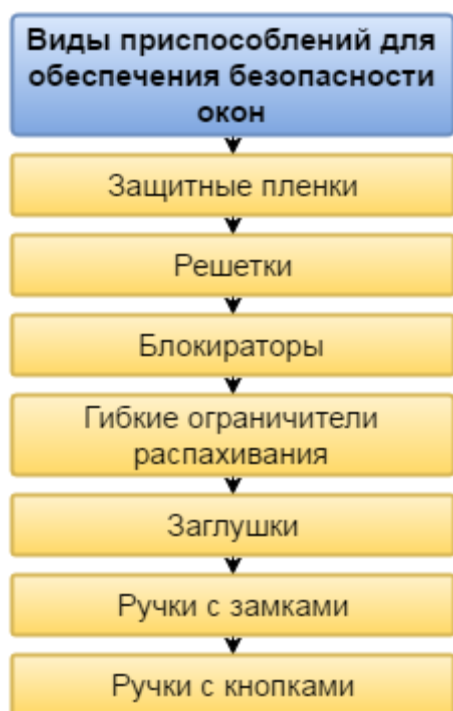 Виды приспособлений для
обеспечения безопасности
окон
Защитные пленки
Решетки
Блокираторы
Гибкие ограничители
распахивания
Заглушки
Ручки с замками
Ручки с кнопками